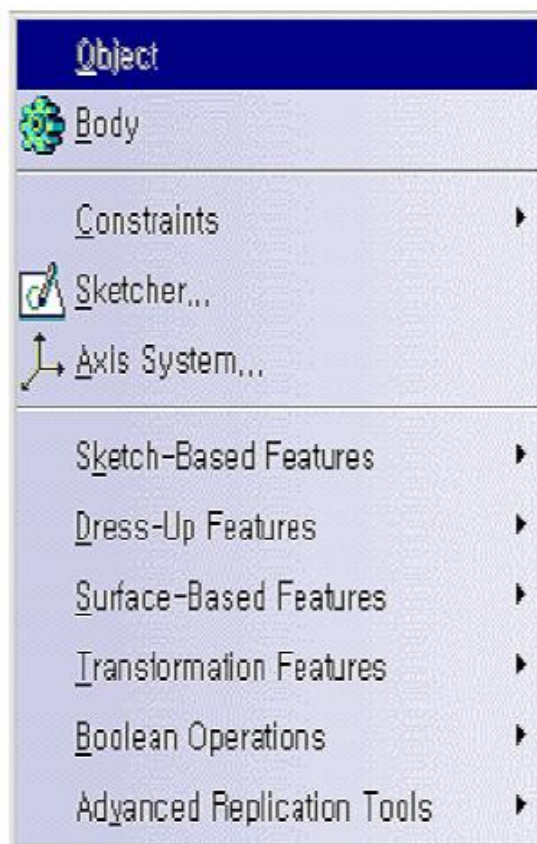 Object
Body
Constraints
Sketcher...
Axis System...
Sketch-Based Features
Dress-Up Features
Surface-Based Features
Transformation Features
Boolean Operations
Advanced Replication Tools